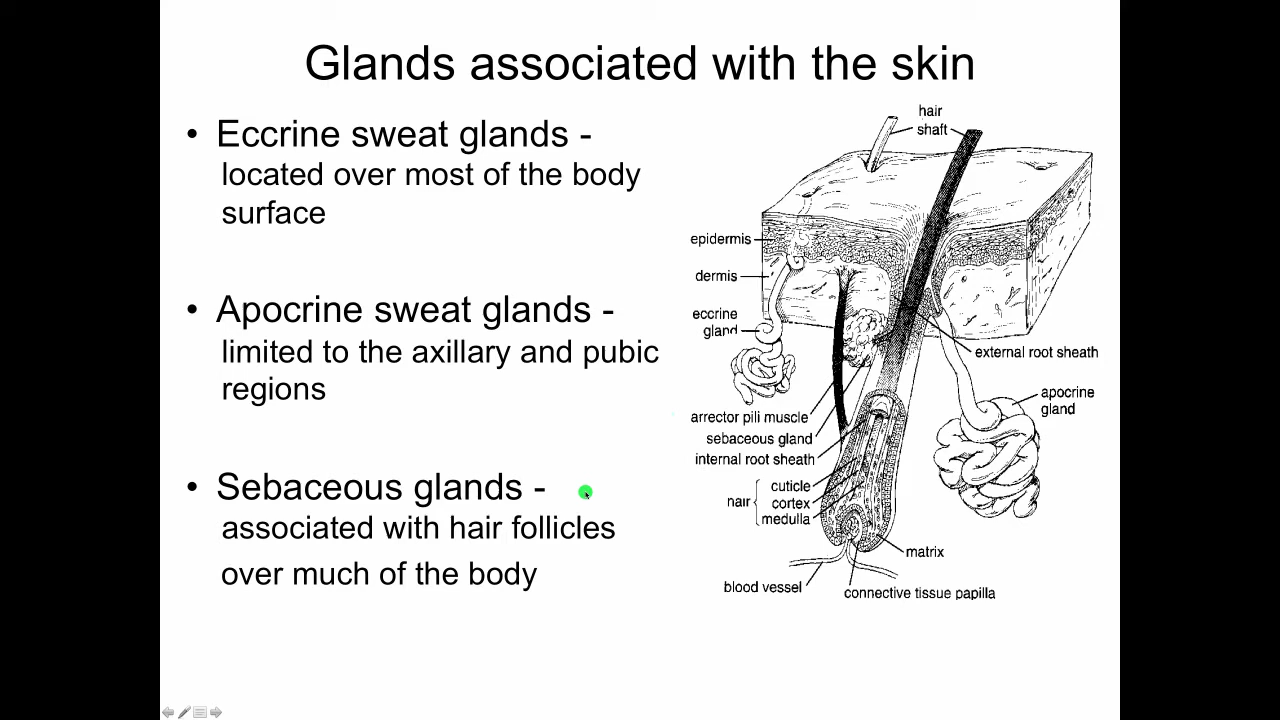 Glands associated with the skin
• Eccrine sweat glands -
located over most of the body
surface
• Apocrine sweat glands -
limited to the axillary and pubic
regions
• Sebaceous glands -
associated with hair follicles
over much of the body
hair
shaft
epidermis
dermis
eccrine
gland
external root sheath
apocrine
gland
arrector pili muscle
sebaceous gland
internal root sheath
hair
cuticle
cortex
medulla
matrix
blood vessel
connective tissue papilla